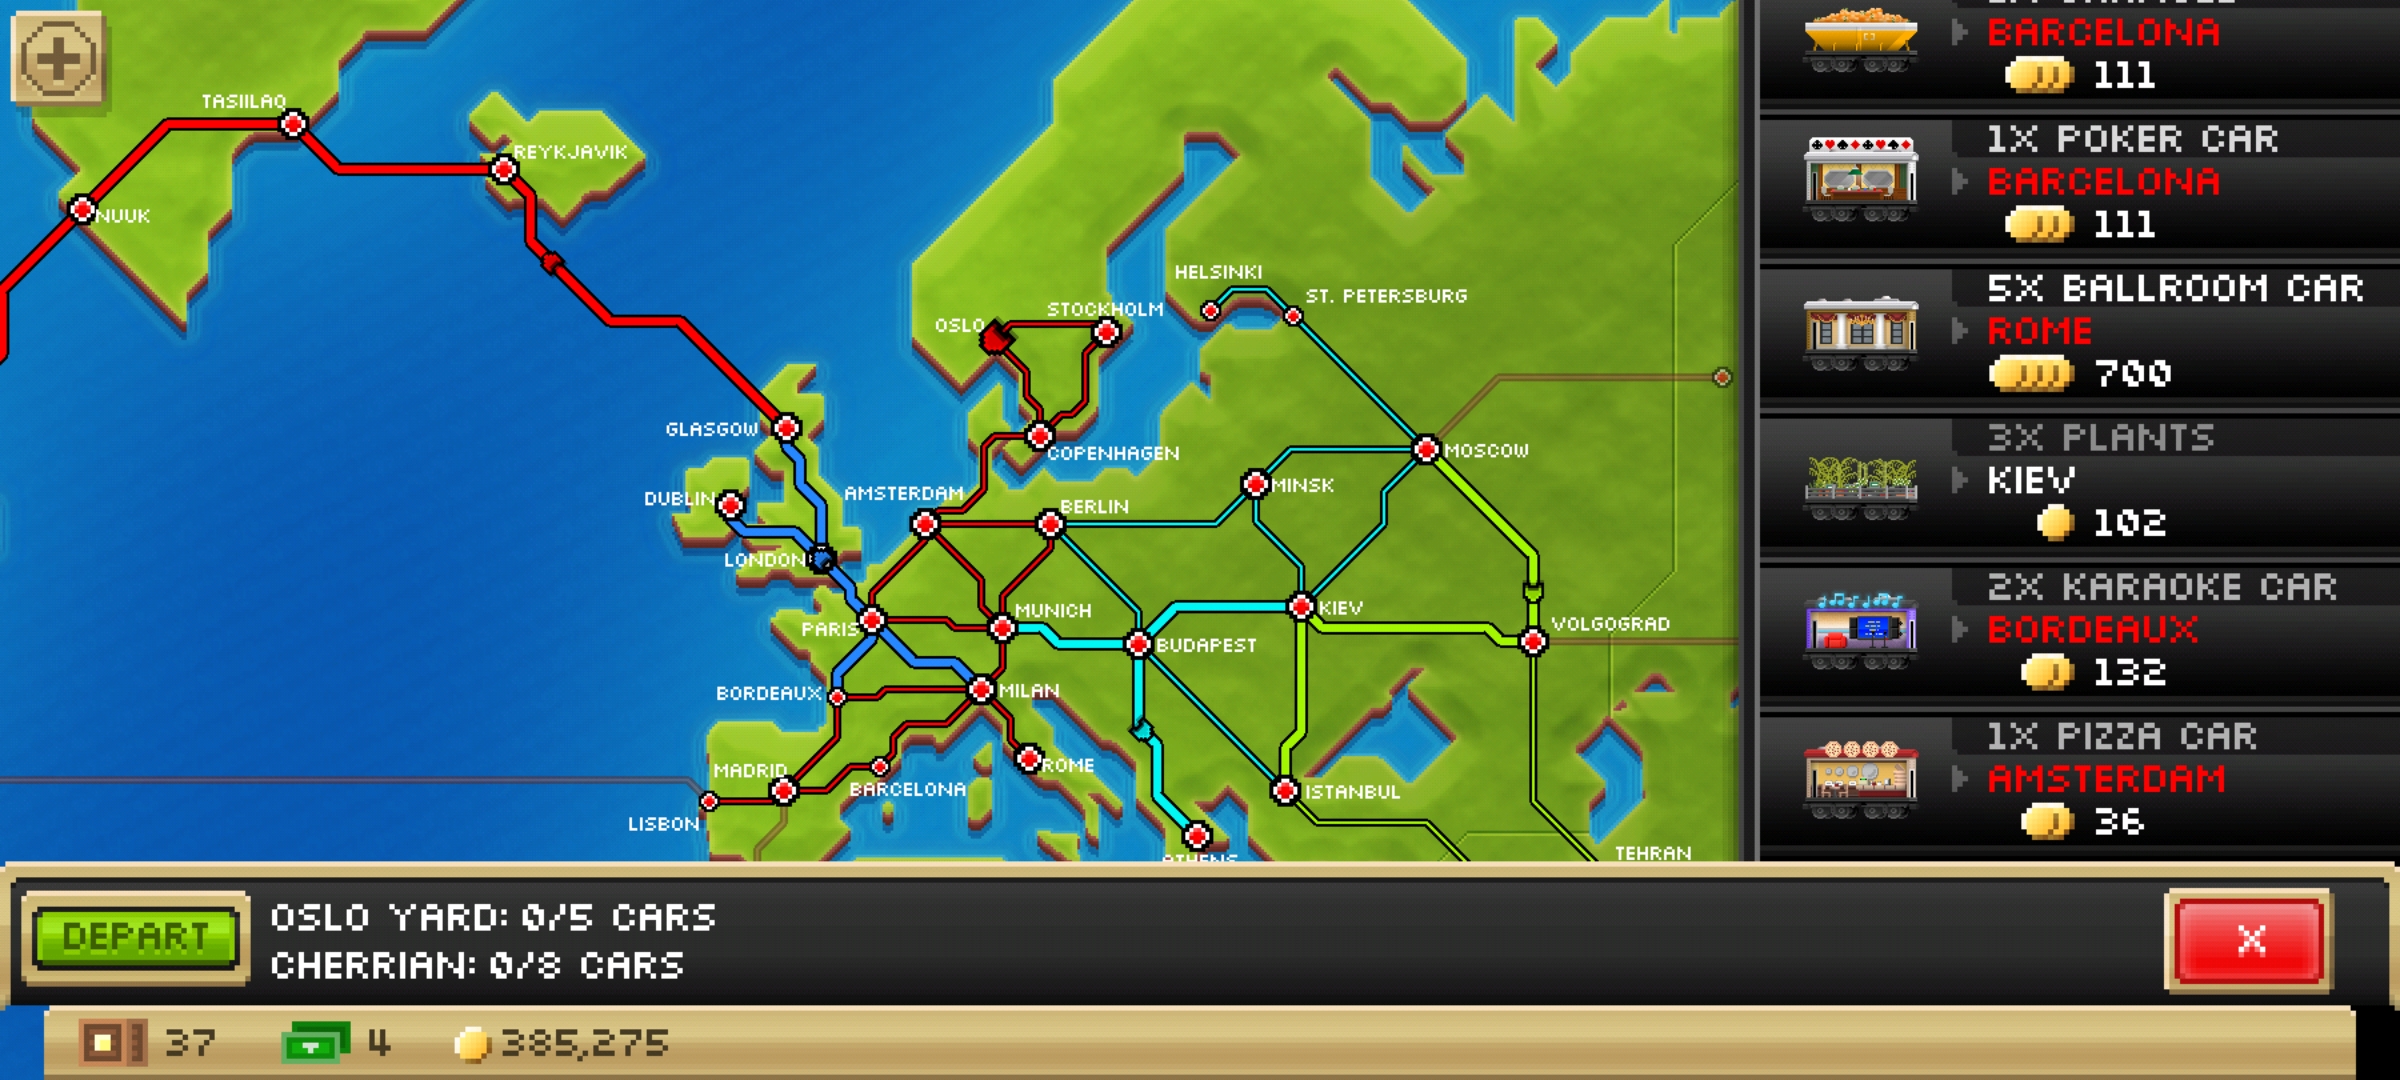 TASIILAQ
REYKJAVIK
NUUK
HELSINKI
ST. PETERSBURG
STOCKHOLM
OSLO
GLASGOW
COPENHAGEN
MOSCOW
AMSTERDAM
MINSK
DUBLIN
BERLIN
LONDON
MUNICH
KIEV
PARIS
VOLGOGRAD
BUDAPEST
BORDEAUX
MILAN
MADRID
ROME
BARCELONA
ISTANBUL
LISBON
TEHRAN
ATHENS
BARCELONA
111
1X POKER CAR
BARCELONA
111
5X BALLROOM CAR
ROME
700
3X PLANTS
KIEV
102
2X KARAOKE CAR
BORDEAUX
132
1X PIZZA CAR
AMSTERDAM
36
DEPART
OSLO YARD: 0/5 CARS
CHERRIAN: 0/8 CARS
X
37
4
385,275